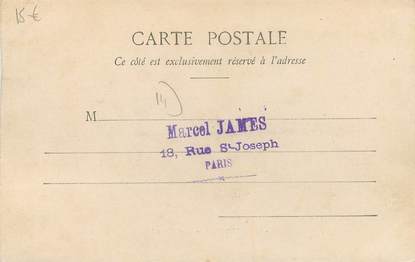 15 €
CARTE POSTALE
Ce côté est exclusivement réservé à l'adresse
M
Marcel JAMES
18, Rue St-Joseph
PARIS